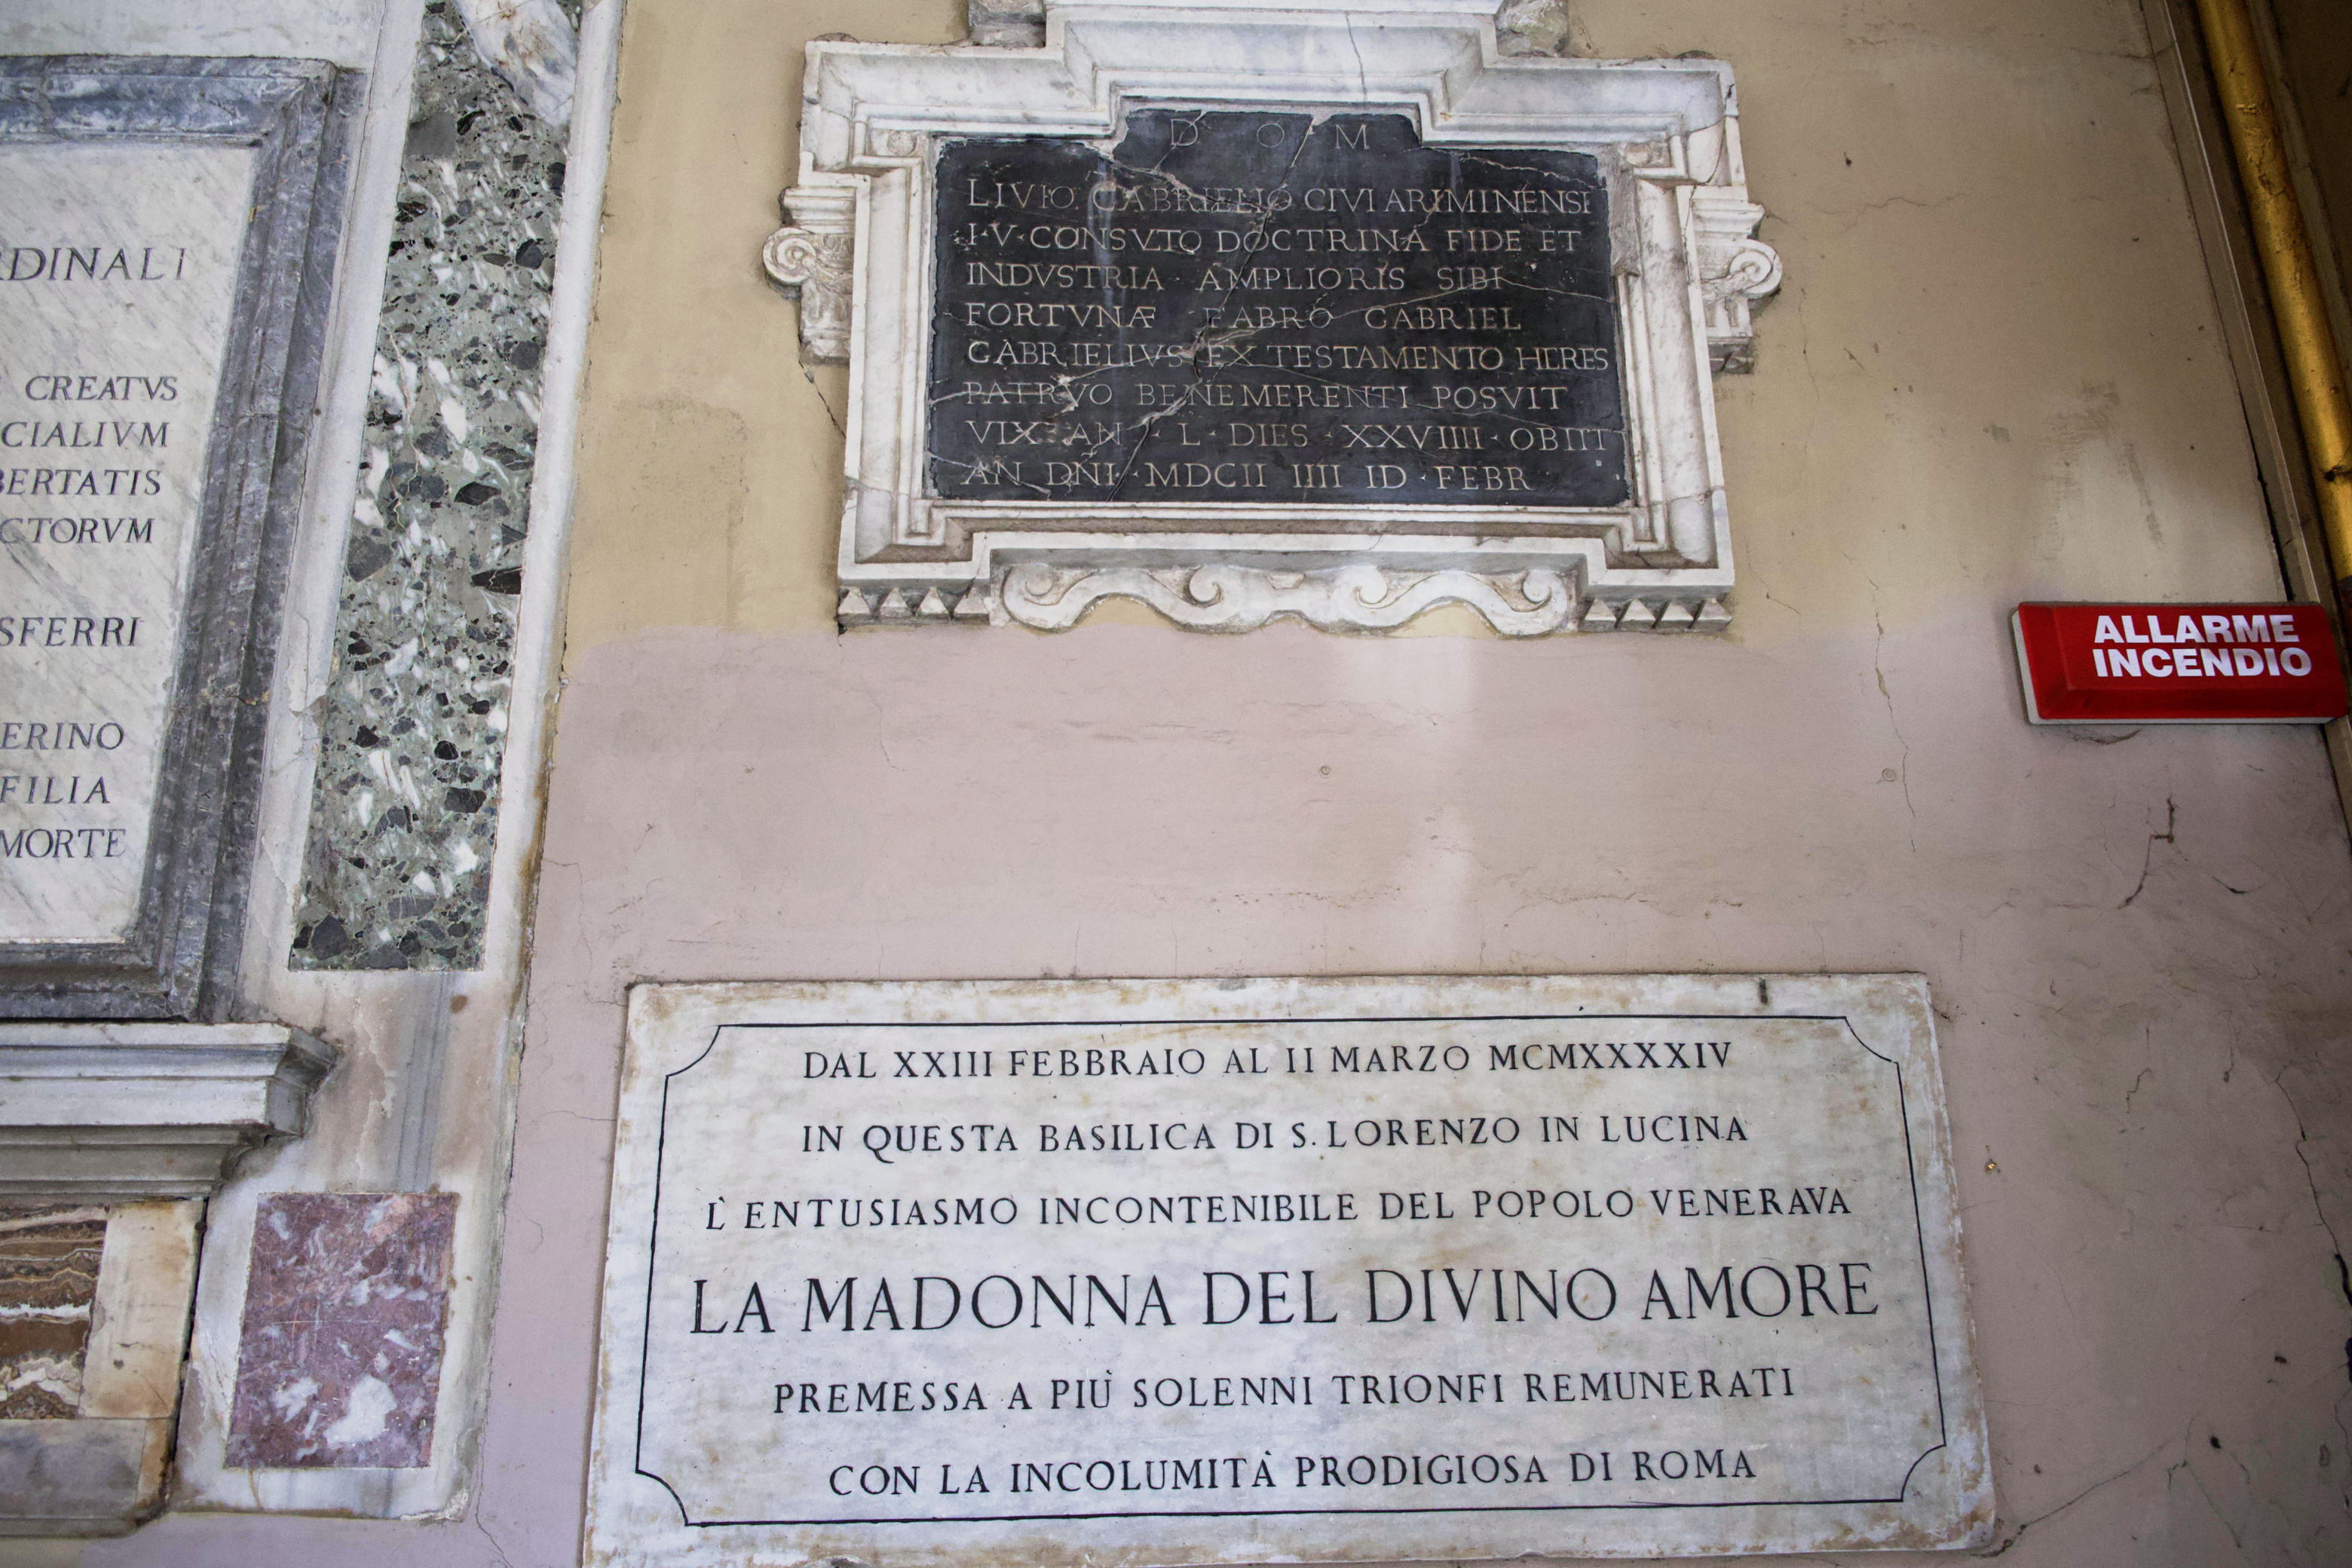 RDINALI
CREATVS
CIALIVM
BERTATIS
CTORVM
SFERRI
ERINO
FILIA
MORTE
D O M
LIVIO GABRIELIO CIVI ARIMINENSI
I·V·CONSVLTO DOCTRINA FIDE ET
INDVSTRIA · AMPLIORIS SIBI
FORTVNÆ FABRO GABRIEL
GABRIELIVS EX TESTAMENTO HERES
PATRVO BENEMERENTI POSVIT
VIX·AN·L·DIES·XXVIIII·OBIIT
AN DÑI·MDCII IIII ID·FEBR
ALLARME
INCENDIO
DAL XXIII FEBBRAIO AL II MARZO MCMXXXXIV
IN QUESTA BASILICA DI S. LORENZO IN LUCINA
L'ENTUSIASMO INCONTENIBILE DEL POPOLO VENERAVA
LA MADONNA DEL DIVINO AMORE
PREMESSA A PIÙ SOLENNI TRIONFI REMUNERATI
CON LA INCOLUMITÀ PRODIGIOSA DI ROMA